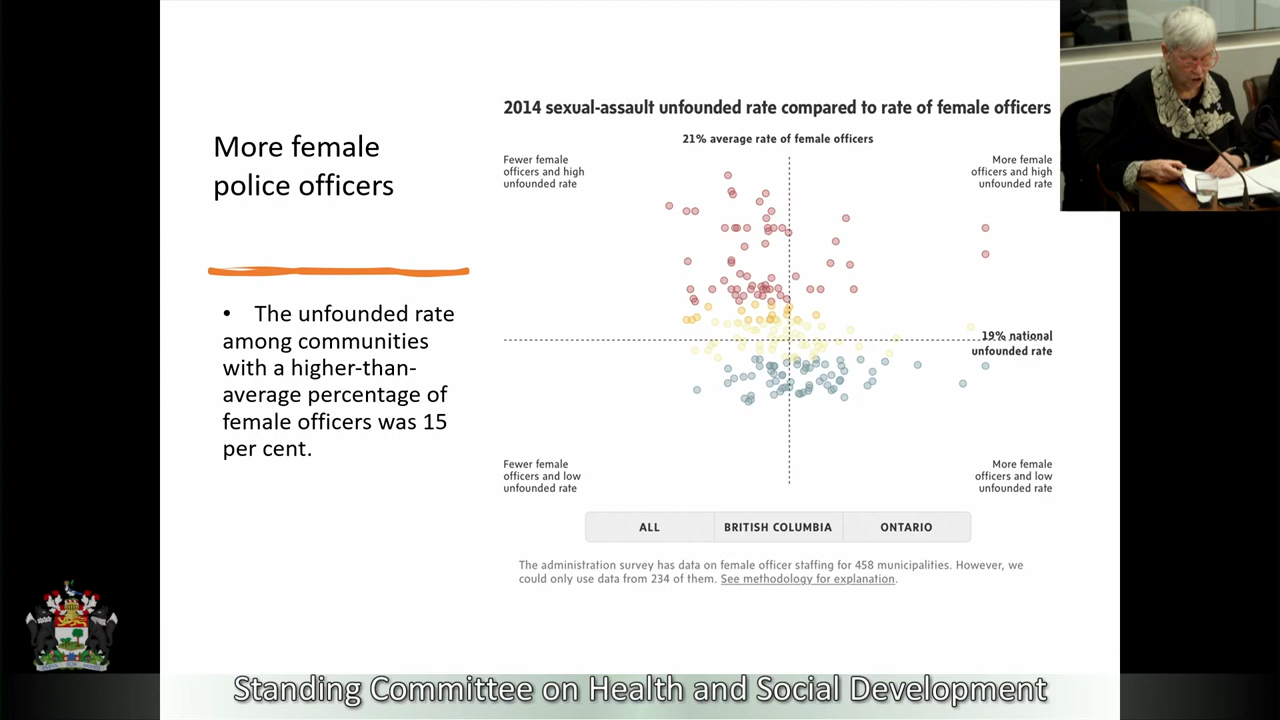 More female
police officers
• The unfounded rate
among communities
with a higher-than-
average percentage of
female officers was 15
per cent.
2014 sexual-assault unfounded rate compared to rate of female officers
21% average rate of female officers
Fewer female
officers and high
unfounded rate
More female
officers and high
unfounded rate
19% national
unfounded rate
Fewer female
officers and low
unfounded rate
More female
officers and low
unfounded rate
ALL
BRITISH COLUMBIA
ONTARIO
The administration survey has data on female officer staffing for 458 municipalities. However, we
could only use data from 234 of them. See methodology for explanation.
Standing Committee on Health and Social Development